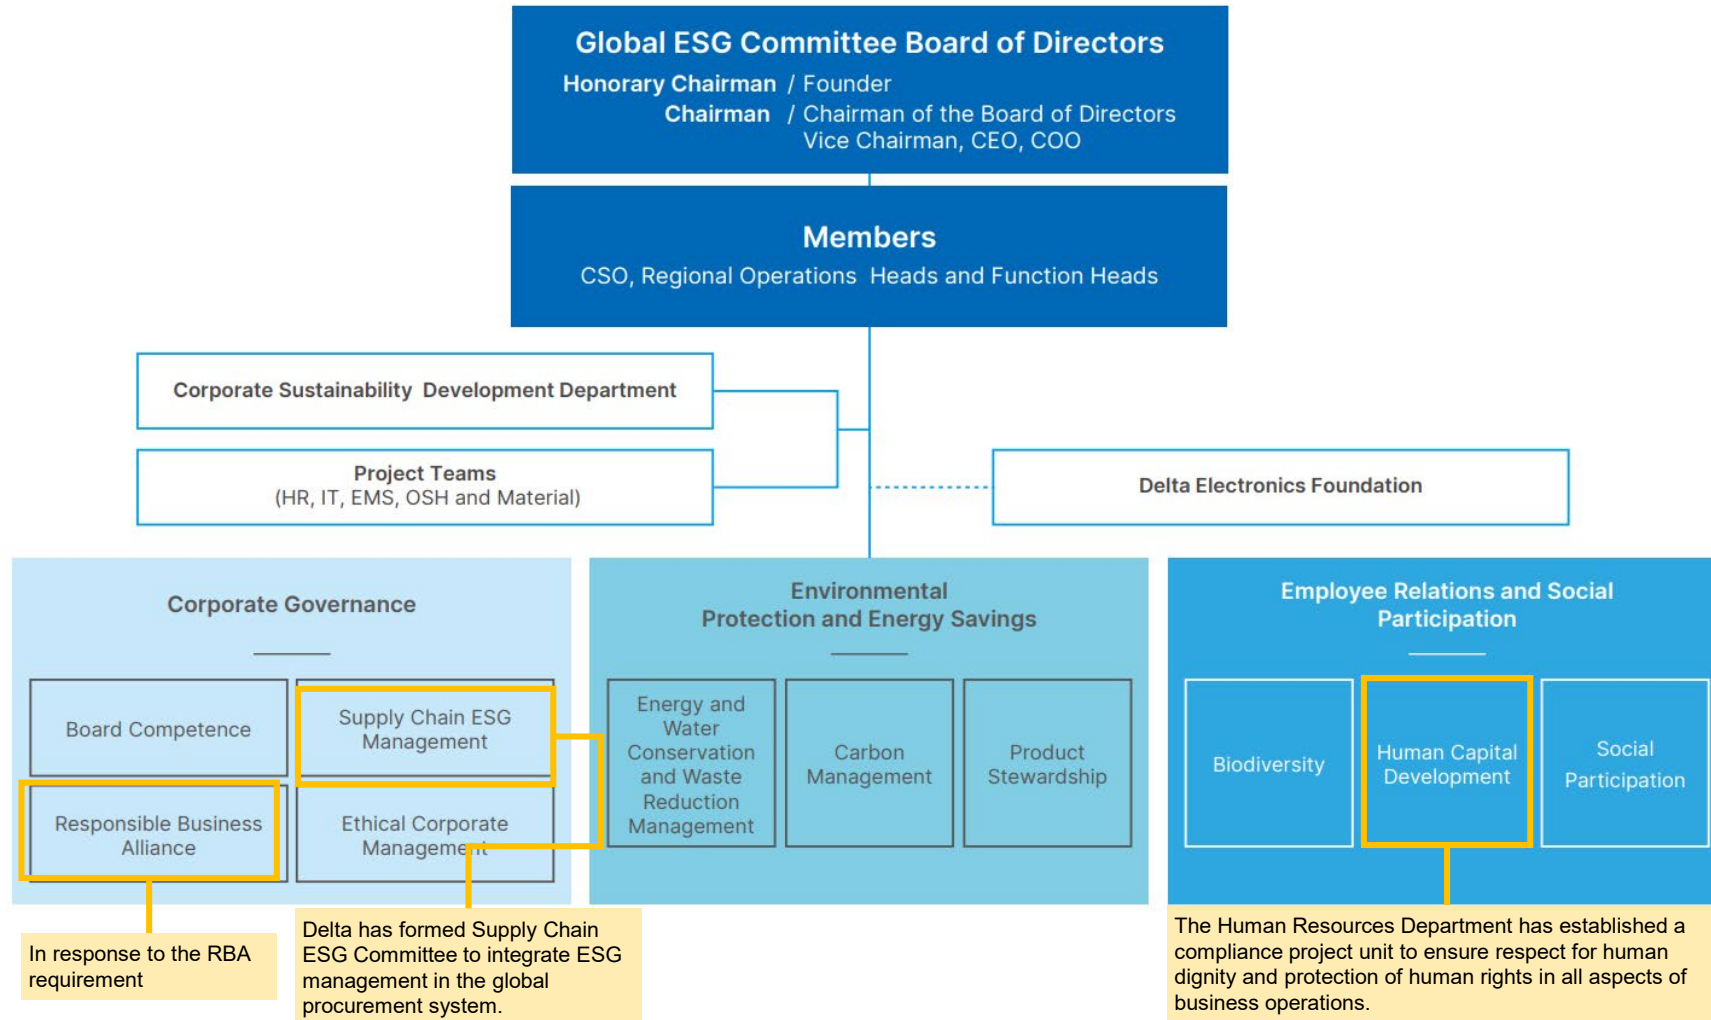 Global ESG Committee Board of Directors
Honorary Chairman / Founder
Chairman / Chairman of the Board of Directors
Vice Chairman, CEO, COO
Members
CSO, Regional Operations Heads and Function Heads
Corporate Sustainability Development Department
Project Teams
(HR, IT, EMS, OSH and Material)
Delta Electronics Foundation
Corporate Governance
Board Competence
Supply Chain ESG
Management
Responsible Business
Alliance
Ethical Corporate
Management
Environmental
Protection and Energy Savings
Energy and
Water
Conservation
and Waste
Reduction
Management
Carbon
Management
Product
Stewardship
Employee Relations and Social
Participation
Biodiversity
Human Capital
Development
Social
Participation
In response to the RBA
requirement
Delta has formed Supply Chain
ESG Committee to integrate ESG
management in the global
procurement system.
The Human Resources Department has established a
compliance project unit to ensure respect for human
dignity and protection of human rights in all aspects of
business operations.